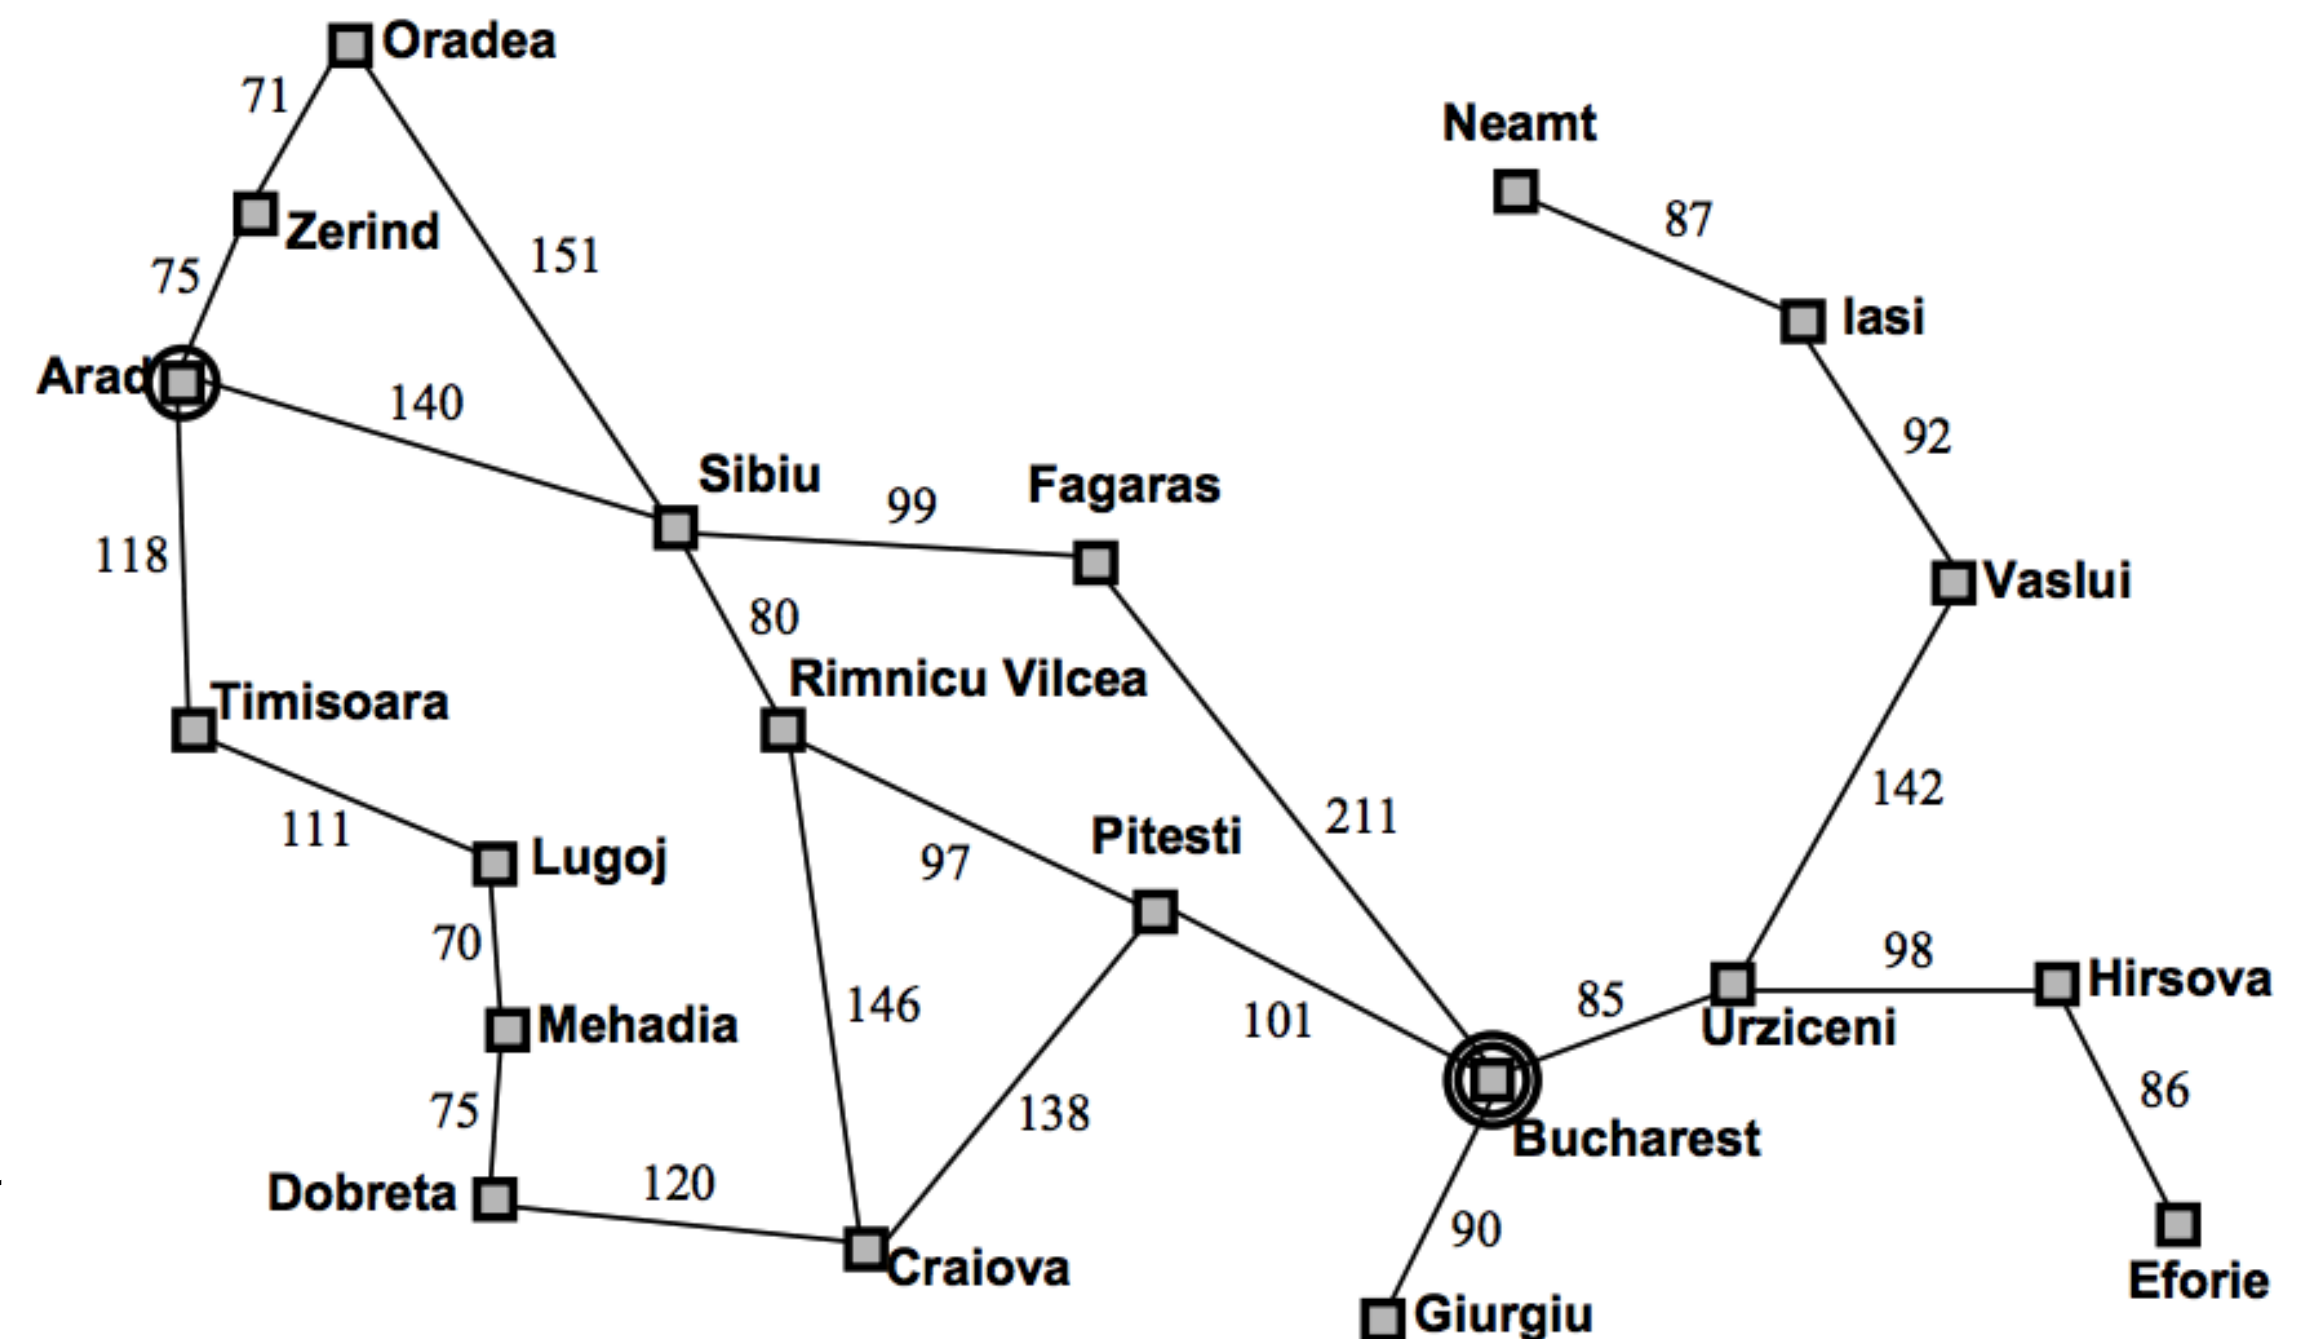 Oradea
71
Neamt
87
Zerind
151
75
Iasi
Arad
140
92
Sibiu
99
Fagaras
118
Vaslui
80
Rimnicu Vilcea
Timisoara
142
211
111
Lugoj
97
Pitesti
70
98
Hirsova
146
85
Urziceni
Mehadia
101
86
75
138
Bucharest
Dobreta
120
90
Craiova
Eforie
Giurgiu